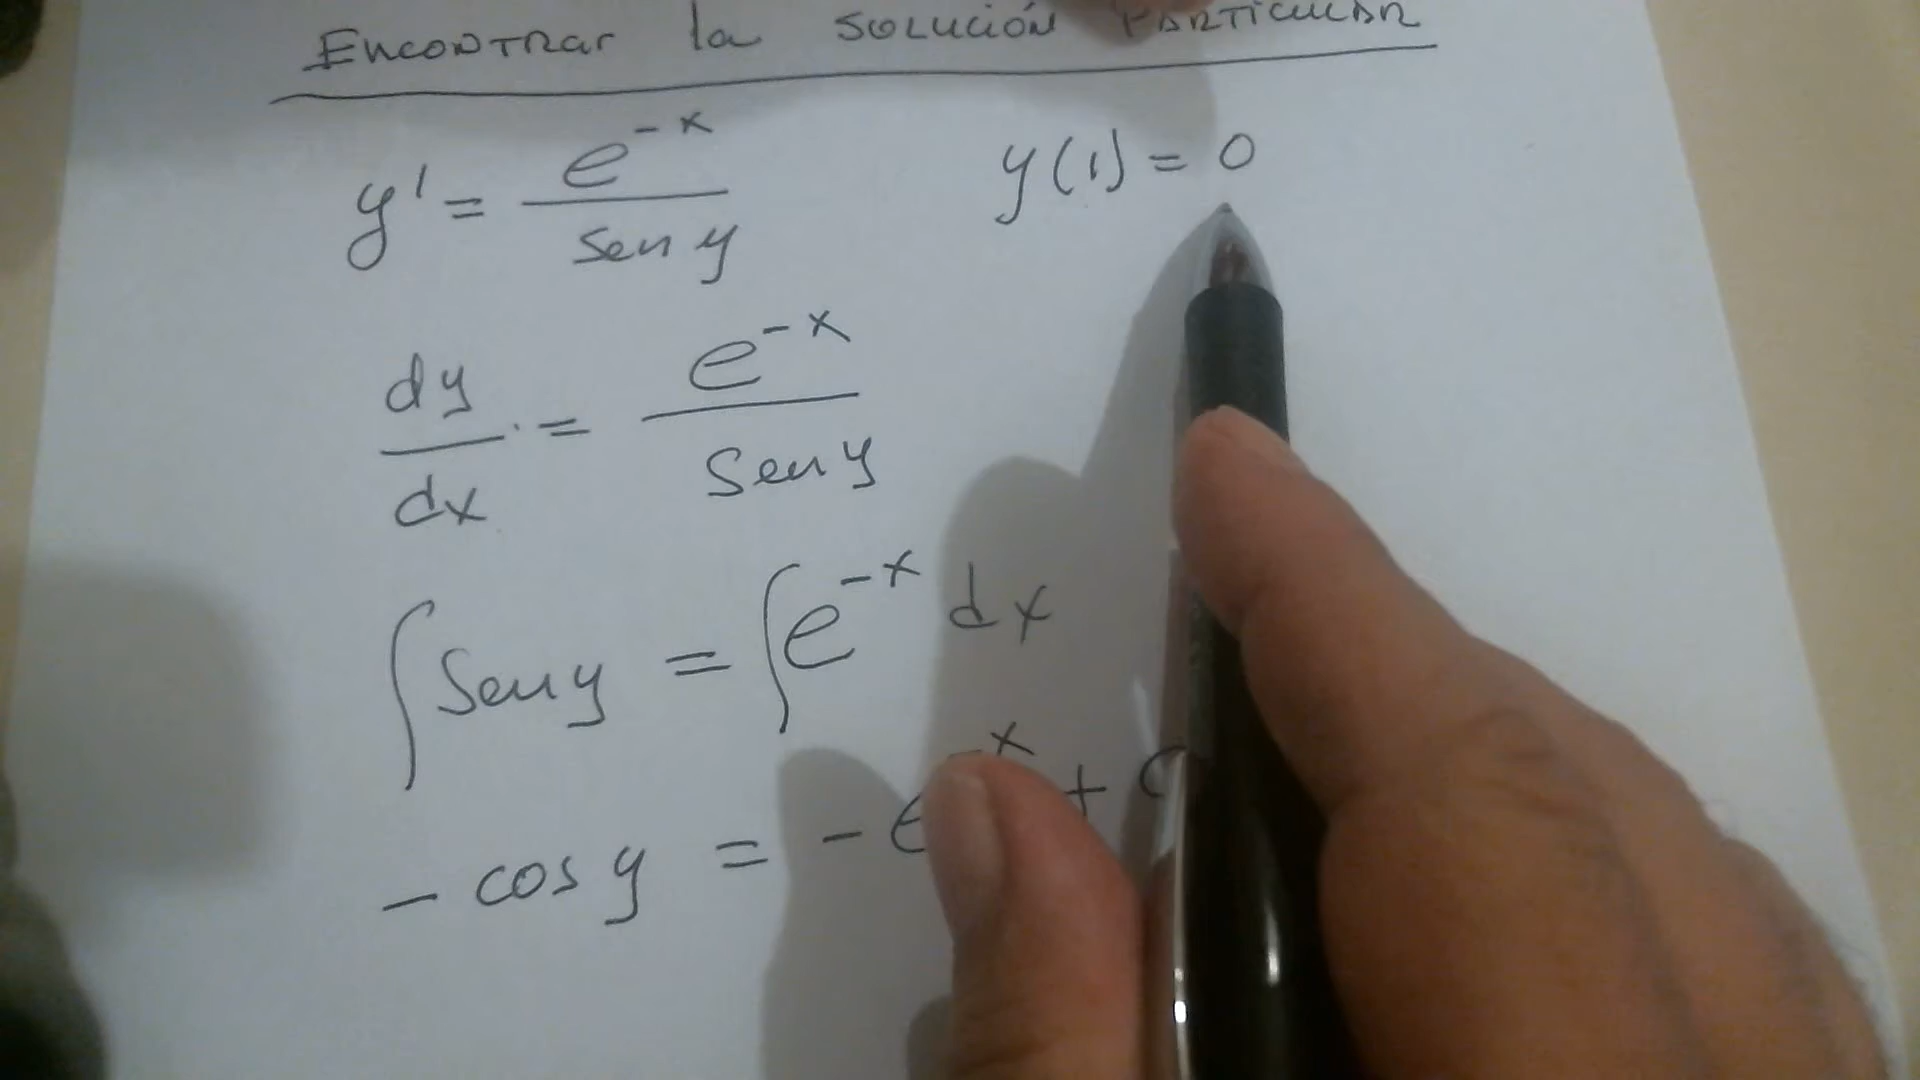 Encontrar la solución PARTICULAR
y' = e^{-x} / sen y    y(1) = 0
dy/dx = e^{-x} / Sen y
∫ Sen y = ∫ e^{-x} dx
- cos y = - e^{-x} + C